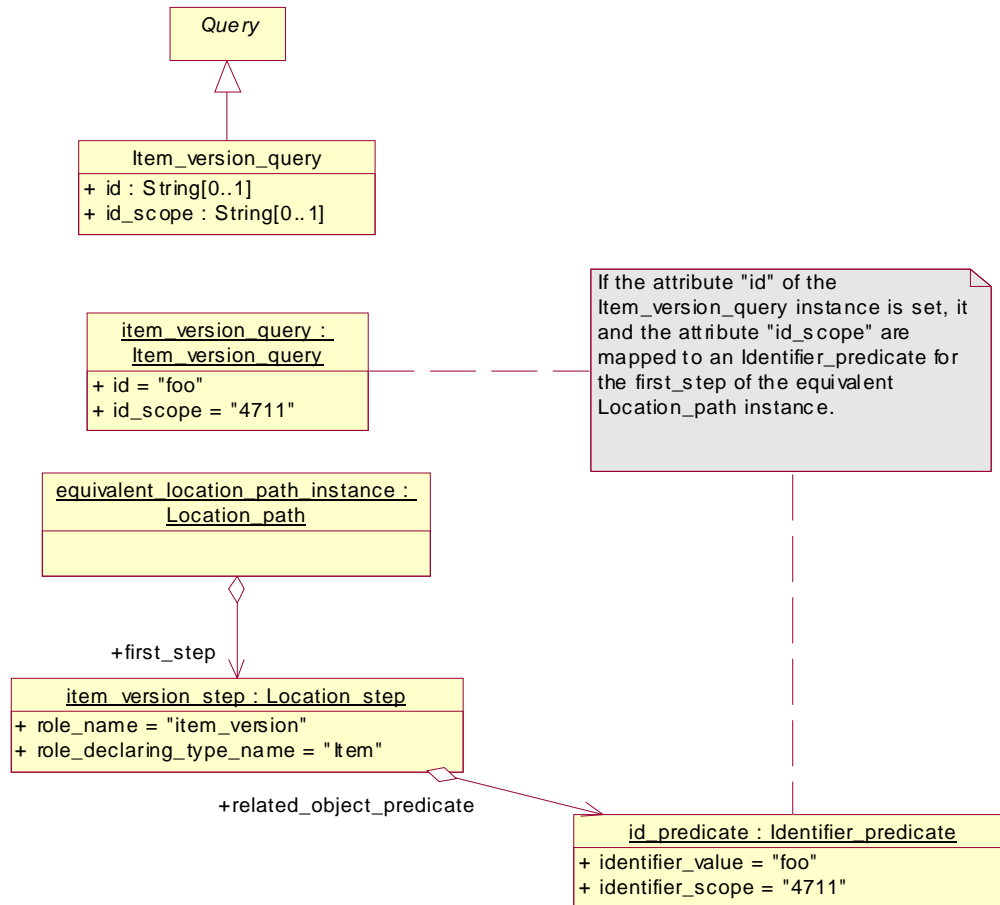 Query
Item_version_query
+ id : String[0..1]
+ id_scope : String[0..1]
If the attribute "id" of the
Item_version_query instance is set, it
and the attribute "id_scope" are
mapped to an Identifier_predicate for
the first_step of the equivalent
Location_path instance.
item_version_query :
Item_version_query
+ id = "foo"
+ id_scope = "4711"
equivalent_location_path_instance :
Location_path
+first_step
item_version_step : Location_step
+ role_name = "item_version"
+ role_declaring_type_name = "Item"
+related_object_predicate
id_predicate : Identifier_predicate
+ identifier_value = "foo"
+ identifier_scope = "4711"